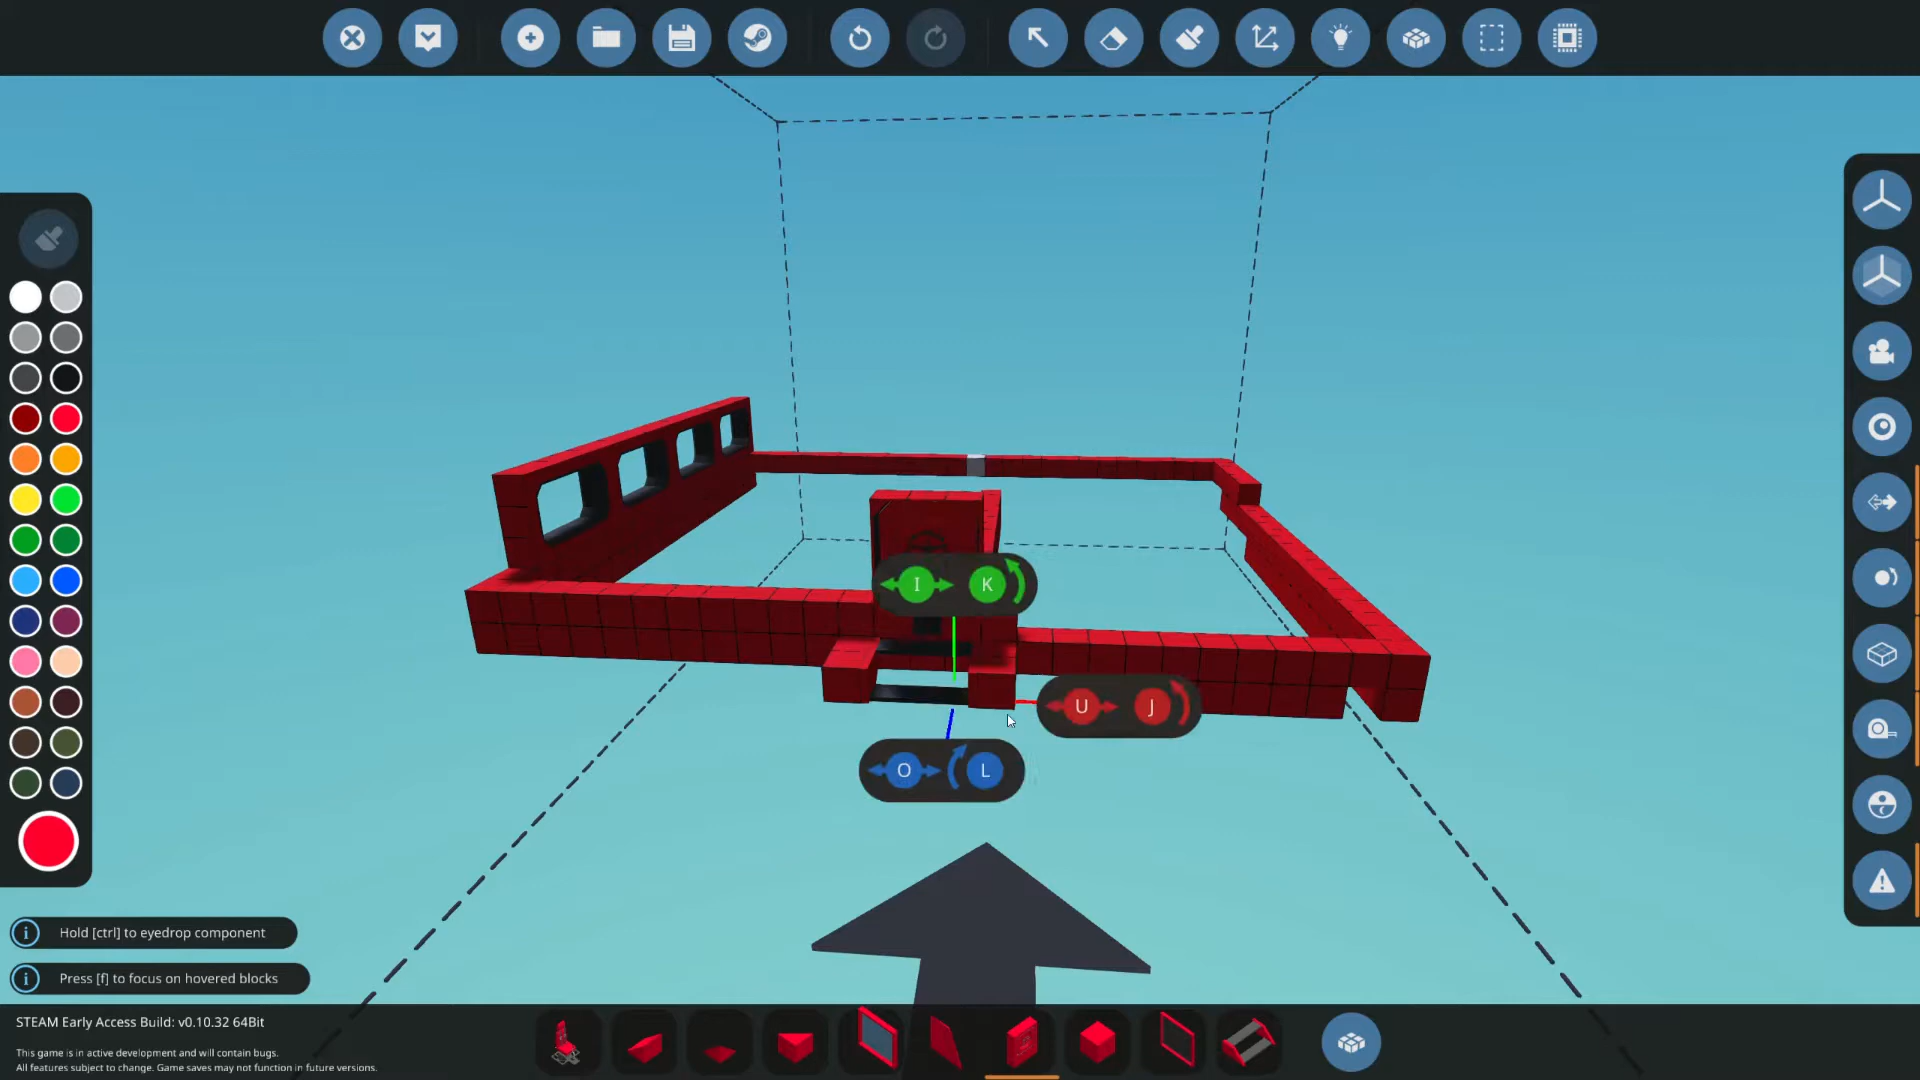 I K
U J
O L
Hold [ctrl] to eyedrop component
Press [f] to focus on hovered blocks
STEAM Early Access Build: v0.10.32 64Bit
This game is in active development and will contain bugs.
All features subject to change. Game saves may not function in future versions.